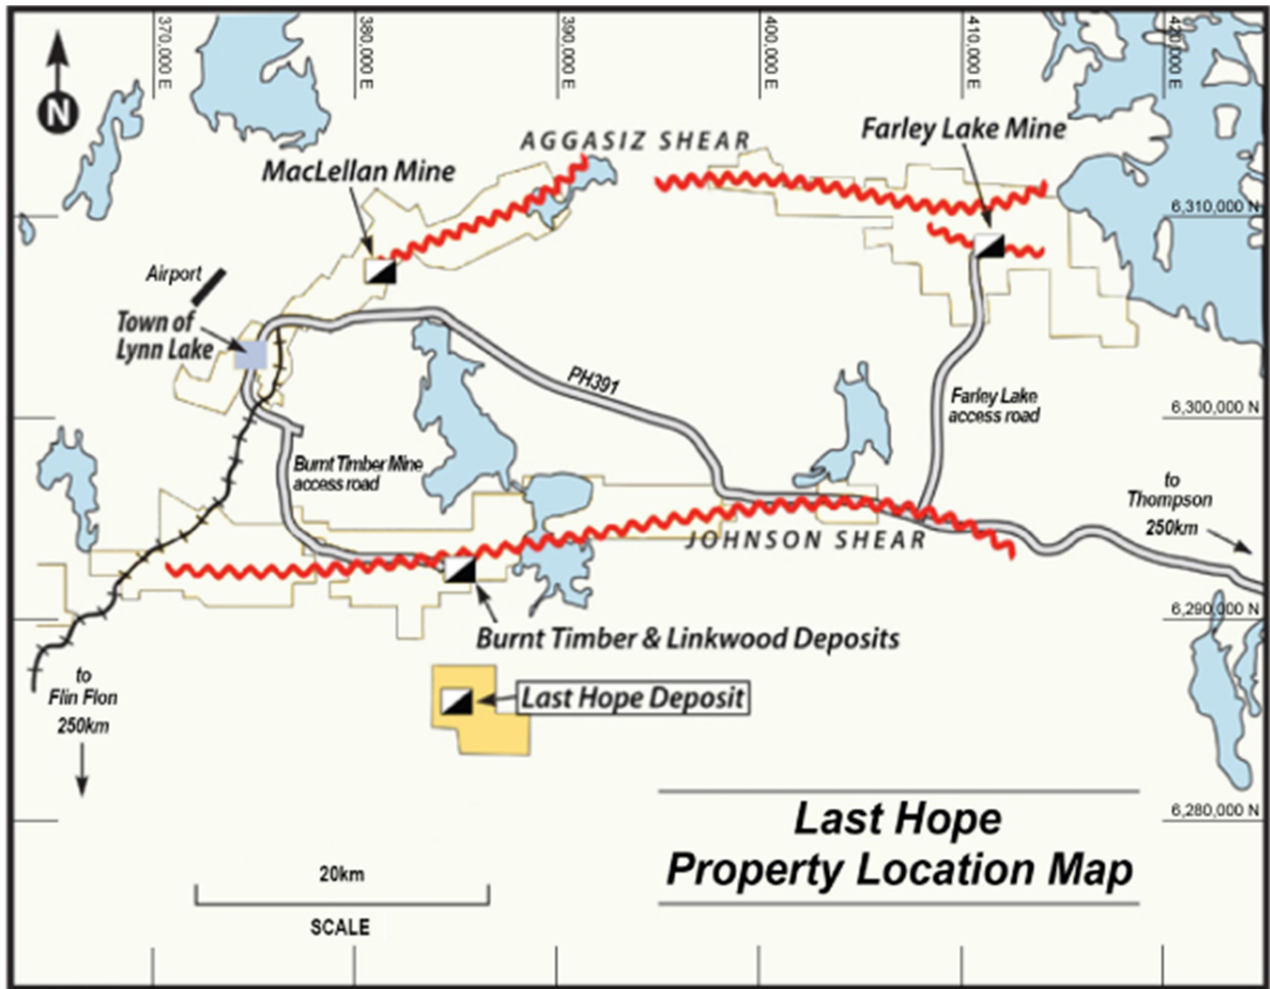 370,000 E
380,000 E
390,000 E
400,000 E
410,000 E
420,000 E
N
AGGASIZ SHEAR
Farley Lake Mine
MacLellan Mine
6,310,000 N
Airport
Town of
Lynn Lake
PH391
Farley Lake
access road
6,300,000 N
Burnt Timber Mine
access road
to
Thompson
250km
JOHNSON SHEAR
6,290,000 N
Burnt Timber & Linkwood Deposits
to
Flin Flon
250km
Last Hope Deposit
Last Hope
Property Location Map
6,280,000 N
20km
SCALE